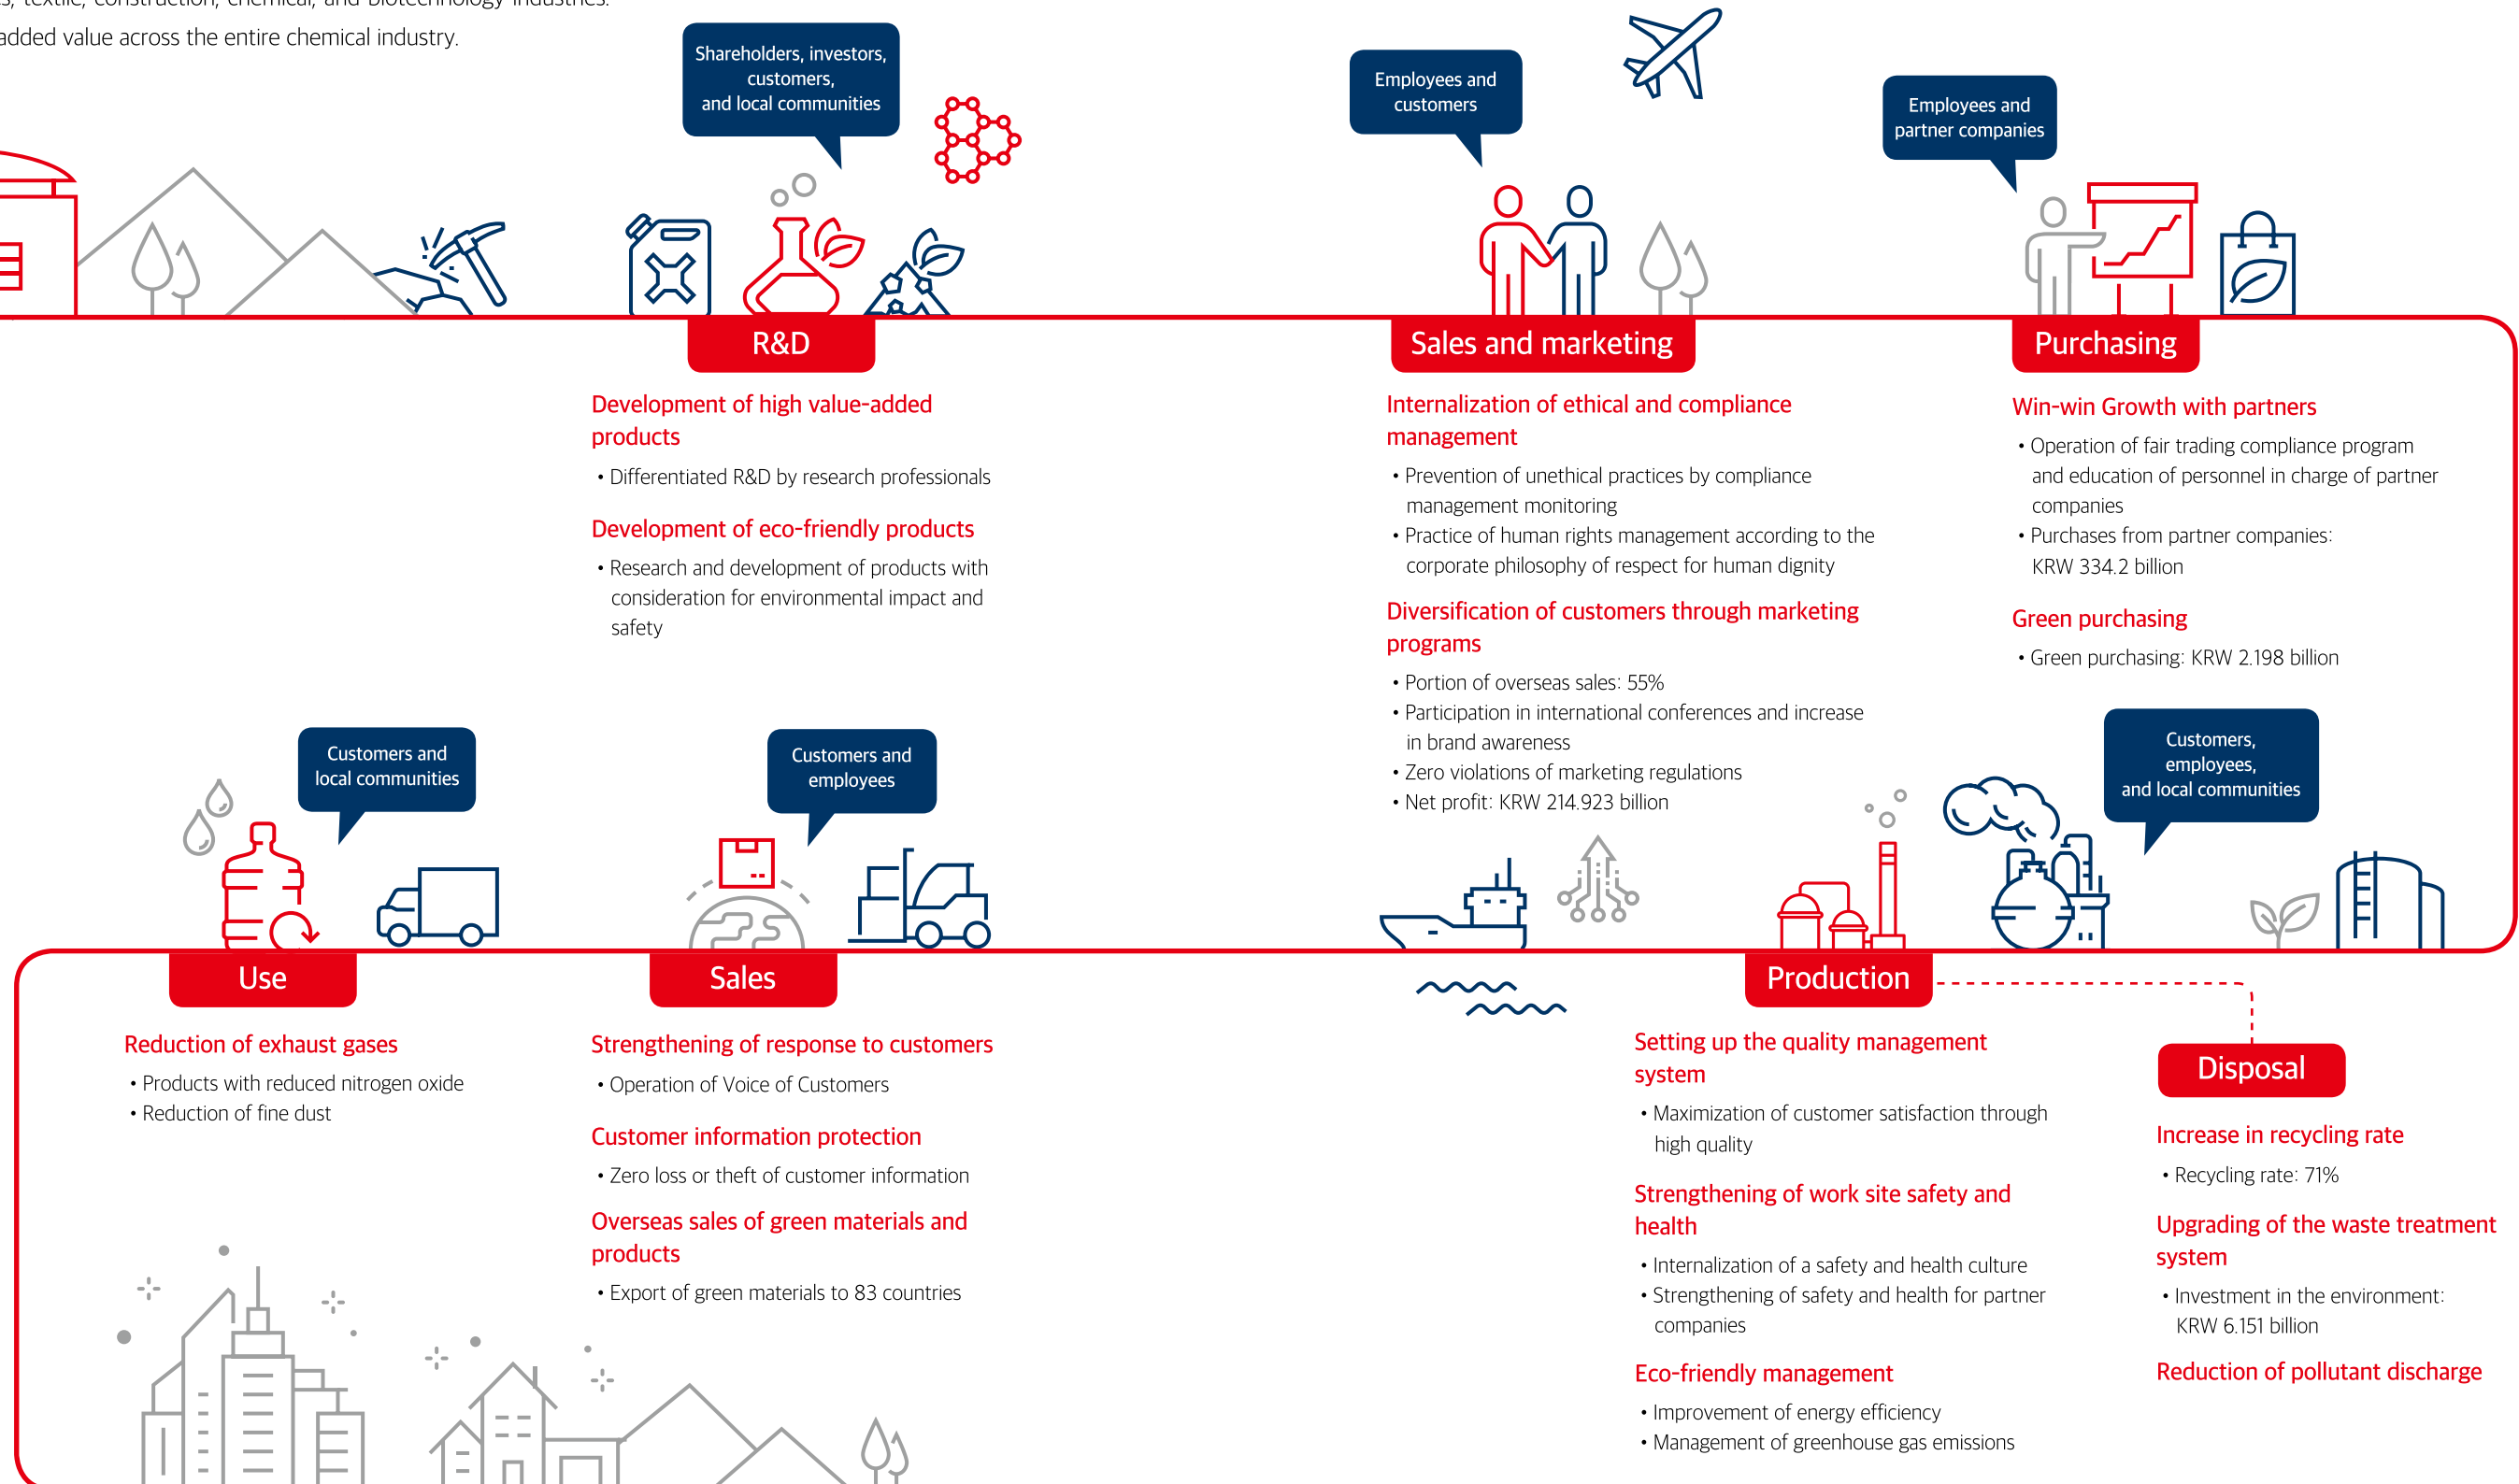 textile, construction, chemical, and biotechnology industries.
added value across the entire chemical industry.
Shareholders, investors,
customers,
and local communities
Employees and
customers
Employees and
partner companies
R&D
Development of high value-added
products
• Differentiated R&D by research professionals
Development of eco-friendly products
• Research and development of products with
consideration for environmental impact and
safety
Sales and marketing
Internalization of ethical and compliance
management
• Prevention of unethical practices by compliance
management monitoring
• Practice of human rights management according to the
corporate philosophy of respect for human dignity
Diversification of customers through marketing
programs
• Portion of overseas sales: 55%
• Participation in international conferences and increase
in brand awareness
• Zero violations of marketing regulations
• Net profit: KRW 214.923 billion
Purchasing
Win-win Growth with partners
• Operation of fair trading compliance program
and education of personnel in charge of partner
companies
• Purchases from partner companies:
KRW 334.2 billion
Green purchasing
• Green purchasing: KRW 2.198 billion
Customers and
local communities
Customers and
employees
Customers,
employees,
and local communities
Use
Reduction of exhaust gases
• Products with reduced nitrogen oxide
• Reduction of fine dust
Sales
Strengthening of response to customers
• Operation of Voice of Customers
Customer information protection
• Zero loss or theft of customer information
Overseas sales of green materials and
products
• Export of green materials to 83 countries
Production
Setting up the quality management
system
• Maximization of customer satisfaction through
high quality
Strengthening of work site safety and
health
• Internalization of a safety and health culture
• Strengthening of safety and health for partner
companies
Eco-friendly management
• Improvement of energy efficiency
• Management of greenhouse gas emissions
Disposal
Increase in recycling rate
• Recycling rate: 71%
Upgrading of the waste treatment
system
• Investment in the environment:
KRW 6.151 billion
Reduction of pollutant discharge